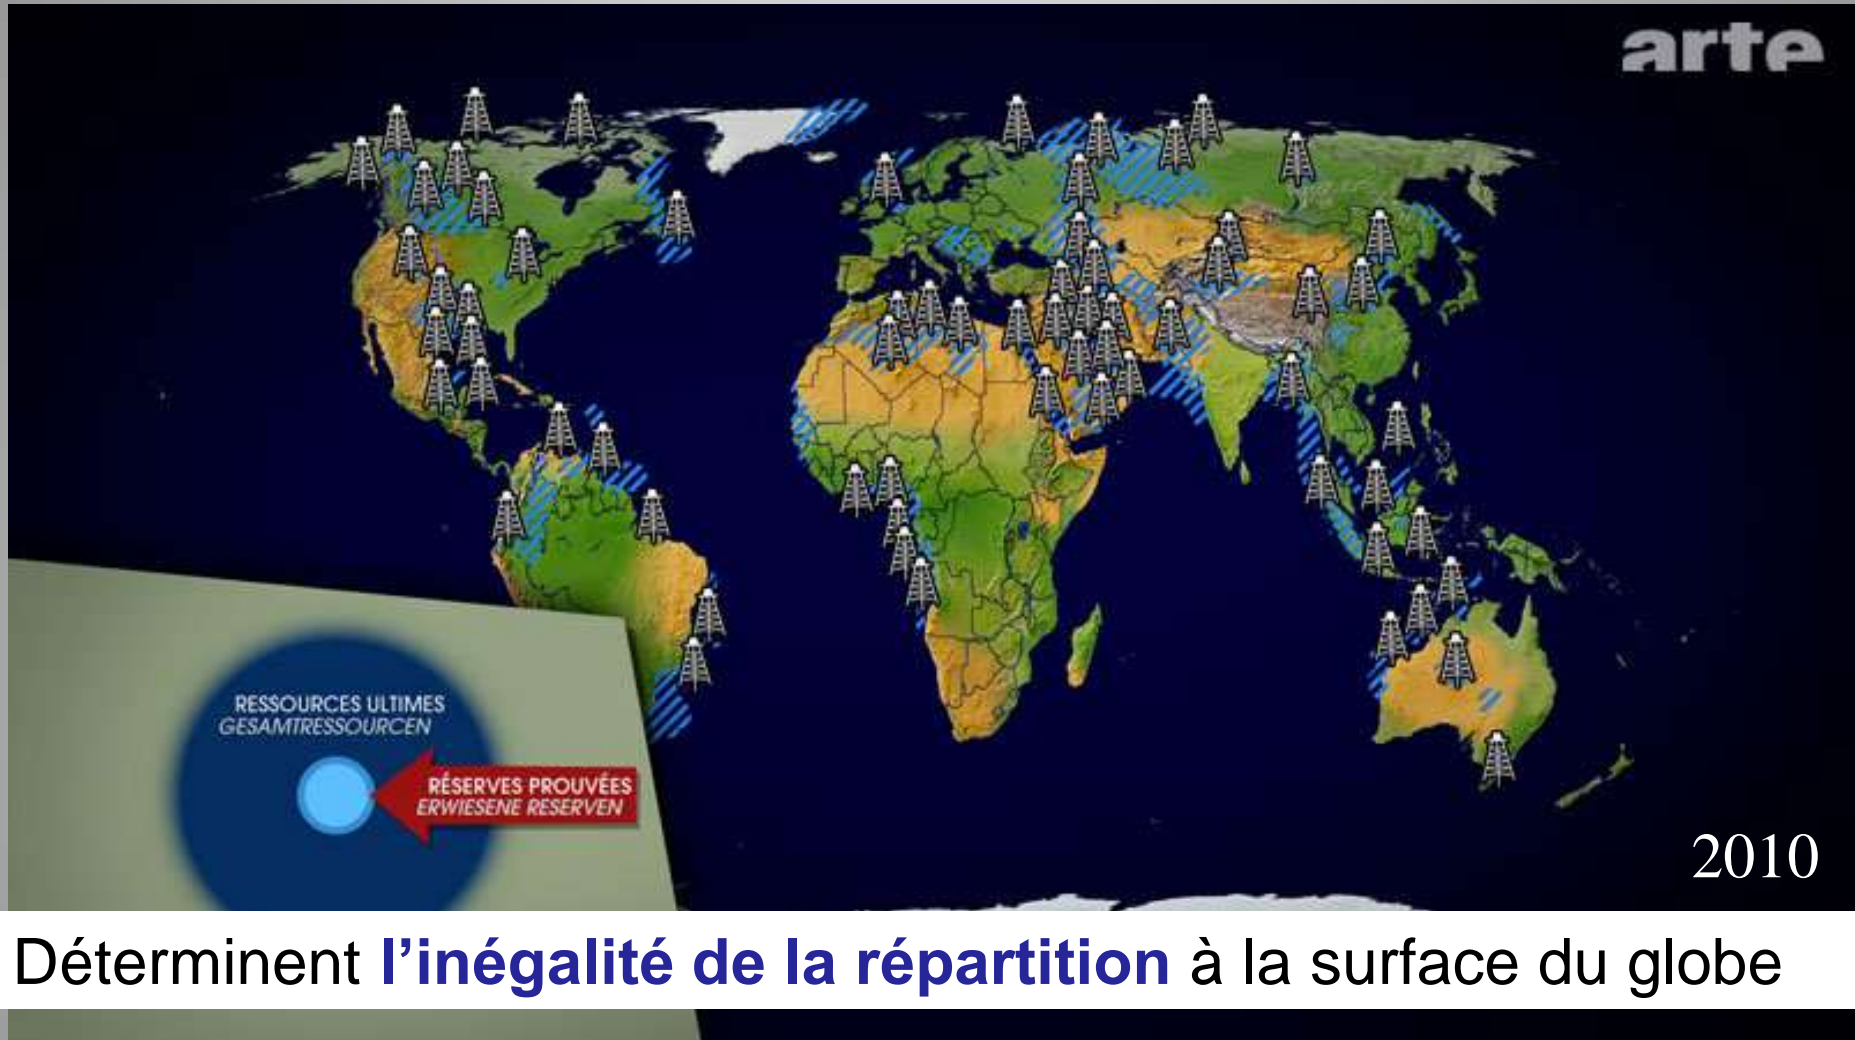 arte
RESSOURCES ULTIMES
GESAMTRESSOURCEN
RÉSERVES PROUVÉES
ERWIESENE RESERVEN
2010
Déterminent l’inégalité de la répartition à la surface du globe